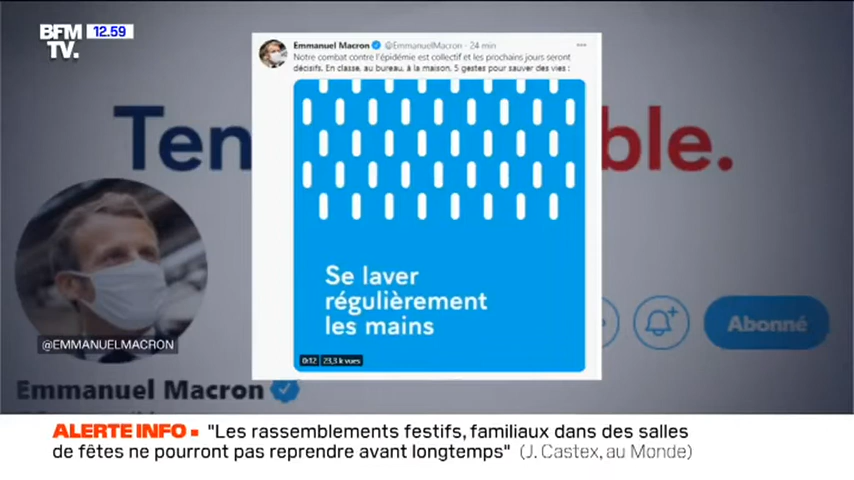 BFM
TV.
12.59
Emmanuel Macron @EmmanuelMacron · 24 min
Notre combat contre l'épidémie est collectif et les prochains jours seront
décisifs. En classe, au bureau, à la maison, 5 gestes pour sauver des vies :
Ten
ble.
Se laver
régulièrement
les mains
0:12 23,3 k vues
@EMMANUELMACRON
Abonné
Emmanuel Macron
ALERTE INFO "Les rassemblements festifs, familiaux dans des salles
de fêtes ne pourront pas reprendre avant longtemps" (J. Castex, au Monde)